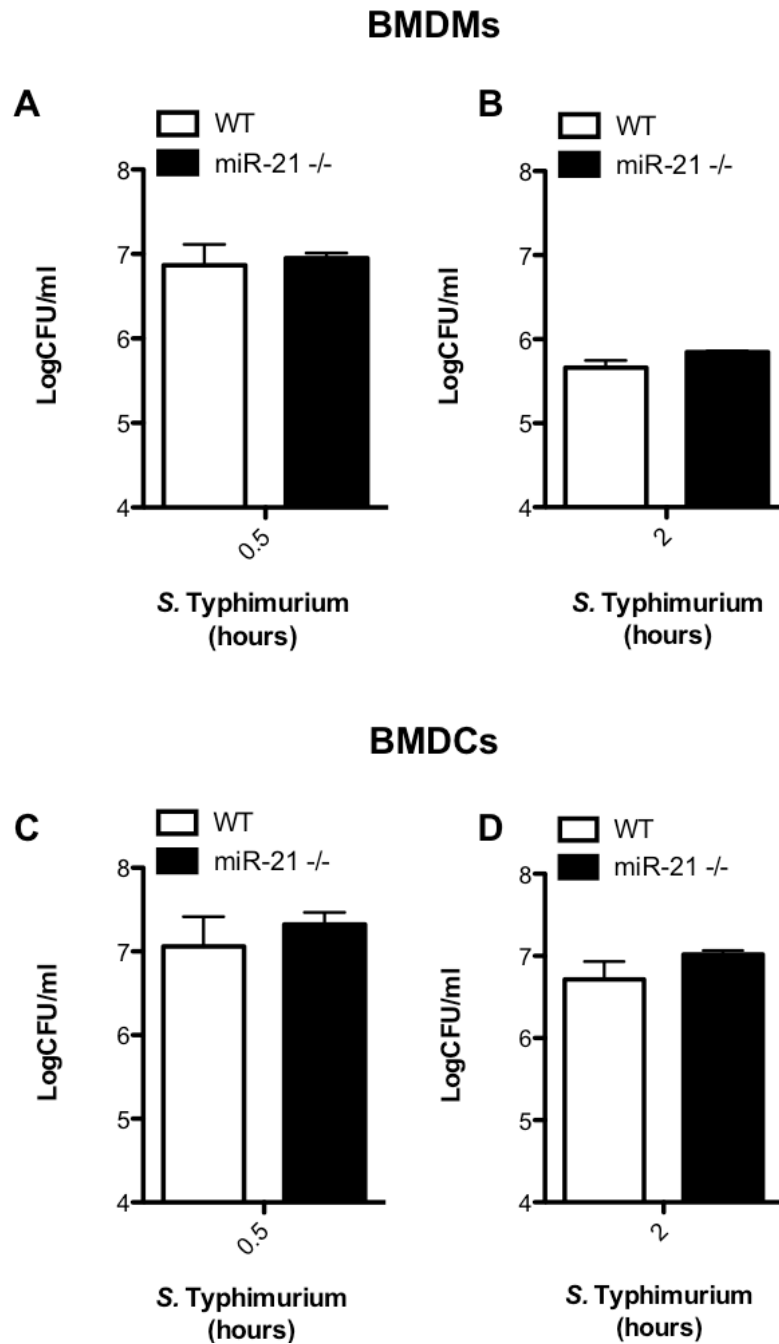 BMDMs
A
WT
miR-21 -/-
8
7
6
5
4
LogCFU/ml
0.5
S. Typhimurium
(hours)
B
WT
miR-21 -/-
8
7
6
5
4
LogCFU/ml
2
S. Typhimurium
(hours)
BMDCs
C
WT
miR-21 -/-
8
7
6
5
4
LogCFU/ml
0.5
S. Typhimurium
(hours)
D
WT
miR-21 -/-
8
7
6
5
4
LogCFU/ml
2
S. Typhimurium
(hours)